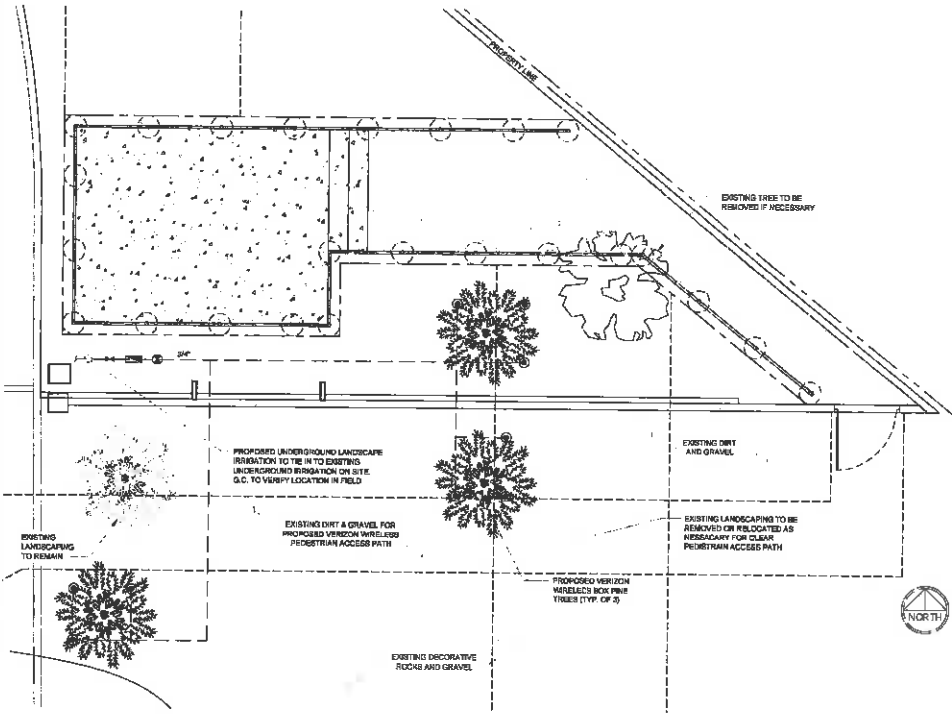 PROPERTY LINE
EXISTING TREE TO BE
REMOVED IF NECESSARY
3/4"
PROPOSED UNDERGROUND LANDSCAPE
IRRIGATION TO TIE IN TO EXISTING
UNDERGROUND IRRIGATION ON SITE.
G.C. TO VERIFY LOCATION IN FIELD
EXISTING DIRT
AND GRAVEL
EXISTING DIRT & GRAVEL FOR
PROPOSED VERIZON WIRELESS
PEDESTRIAN ACCESS PATH
EXISTING LANDSCAPING TO BE
REMOVED OR RELOCATED AS
NESSACARY FOR CLEAR
PEDISTRAIN ACCESS PATH
EXISTING
LANDSCAPING
TO REMAIN
PROPOSED VERIZON
WIRELESS BOX PINE
TREES (TYP. OF 3)
NORTH
EXISTING DECORATIVE
ROCKS AND GRAVEL